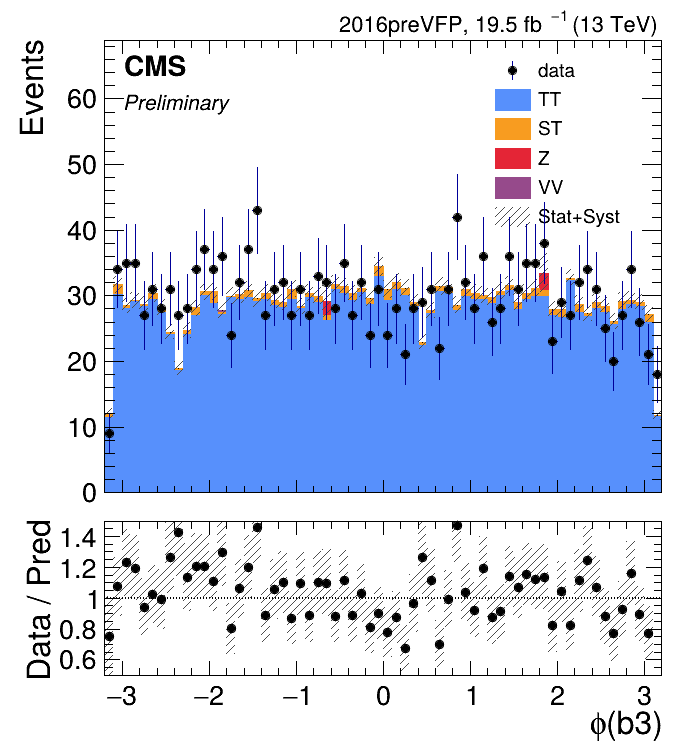 2016preVFP, 19.5 fb⁻¹ (13 TeV)
CMS
Preliminary
data
TT
ST
Z
VV
Stat+Syst
Events
60
50
40
30
20
10
0
Data / Pred
1.4
1.2
1
0.8
0.6
−3 −2 −1 0 1 2 3
ϕ(b3)